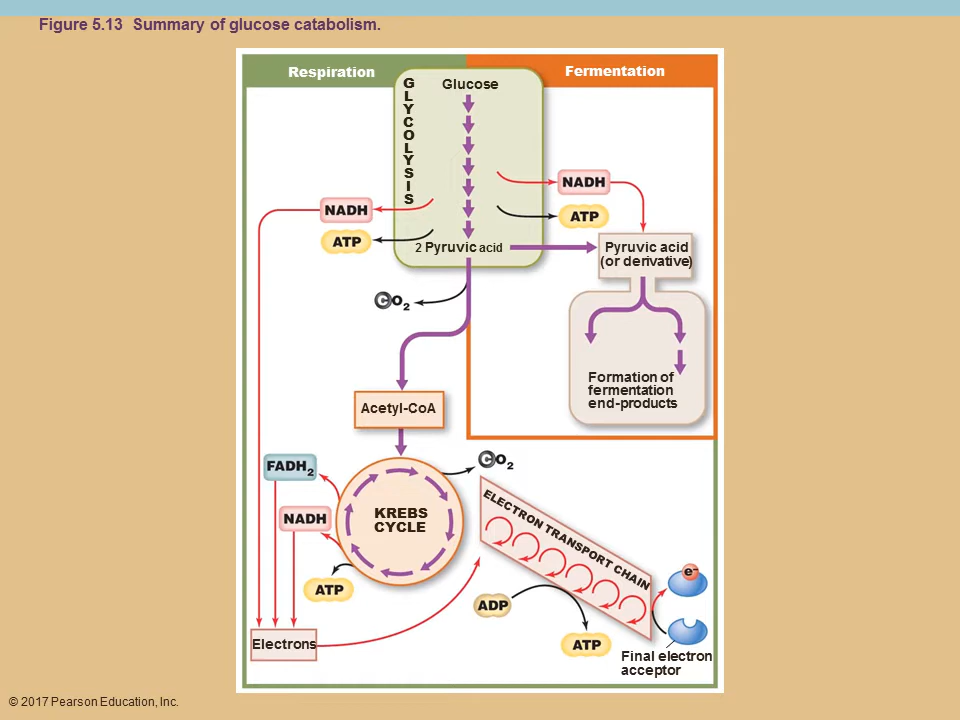 Figure 5.13 Summary of glucose catabolism.
Respiration
Fermentation
GLYCOLYSIS
Glucose
NADH
ATP
NADH
ATP
2 Pyruvic acid
Pyruvic acid
(or derivative)
CO₂
Formation of
fermentation
end-products
Acetyl-CoA
FADH₂
CO₂
NADH
KREBS
CYCLE
ELECTRON TRANSPORT CHAIN
ATP
ADP
e⁻
Electrons
ATP
Final electron
acceptor
© 2017 Pearson Education, Inc.